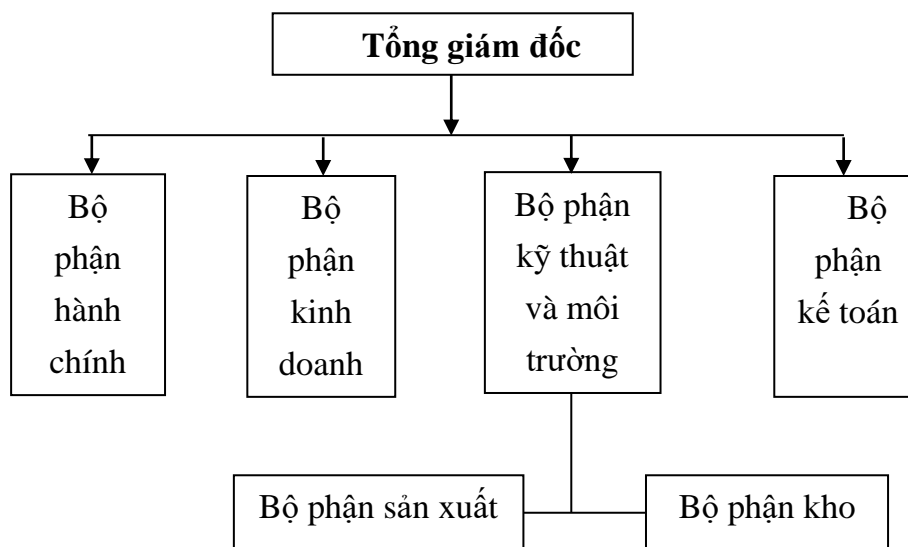 Tổng giám đốc
Bộ
phận
hành
chính
Bộ
phận
kinh
doanh
Bộ phận
kỹ thuật
và môi
trường
Bộ
phận
kế toán
Bộ phận sản xuất
Bộ phận kho